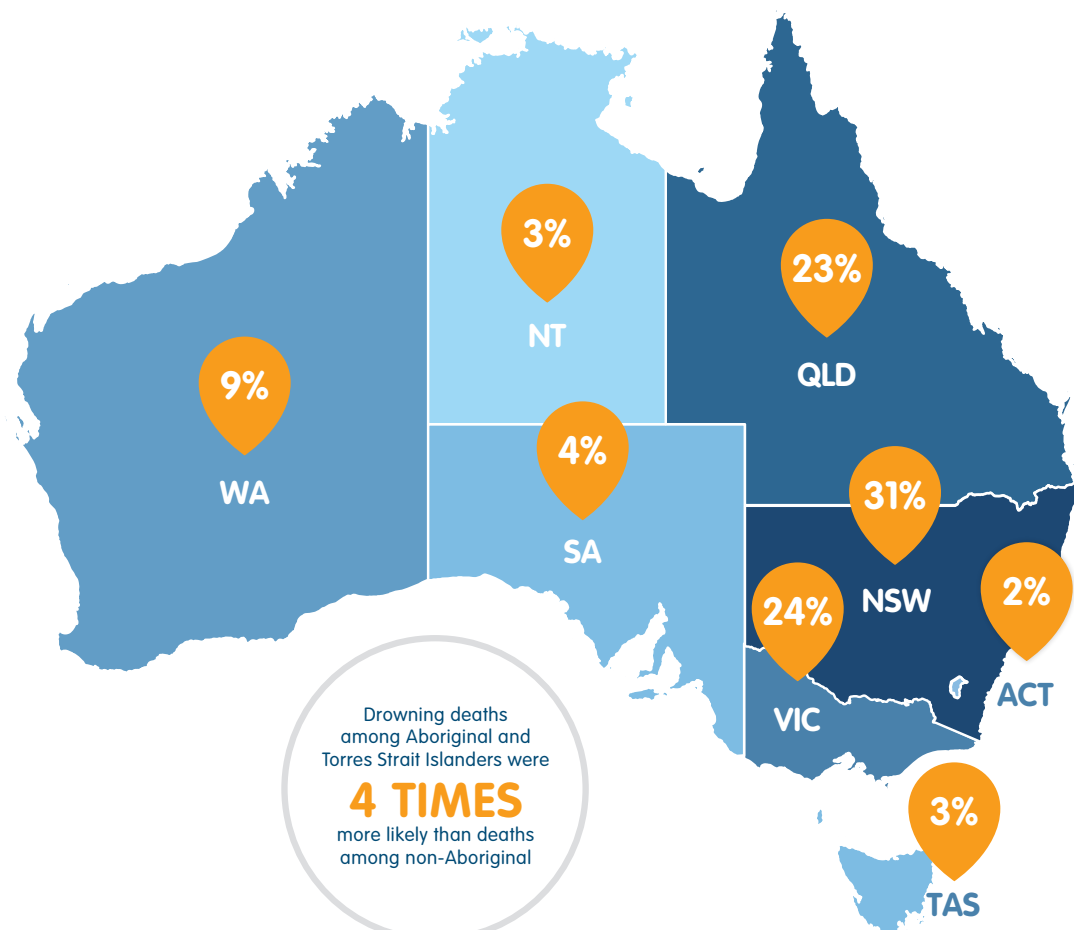 3%
NT
23%
QLD
9%
WA
4%
SA
31%
NSW
2%
ACT
24%
VIC
3%
TAS
Drowning deaths
among Aboriginal and
Torres Strait Islanders were
4 TIMES
more likely than deaths
among non-Aboriginal